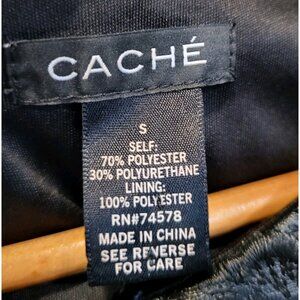 CACHÉ
S
SELF:
70% POLYESTER
30% POLYURETHANE
LINING:
100% POLYESTER
RN#74578
MADE IN CHINA
SEE REVERSE
FOR CARE